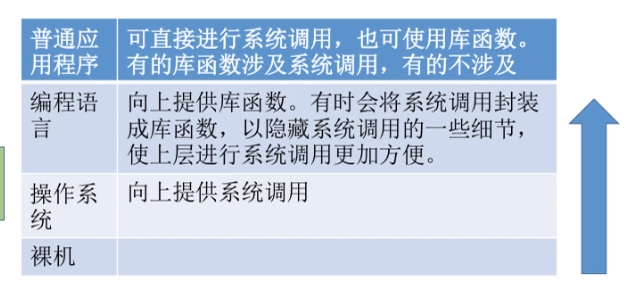 普通应
用程序
可直接进行系统调用，也可使用库函数。
有的库函数涉及系统调用，有的不涉及
编程语
言
向上提供库函数。有时会将系统调用封装
成库函数，以隐藏系统调用的一些细节，
使上层进行系统调用更加方便。
操作系
统
向上提供系统调用
裸机